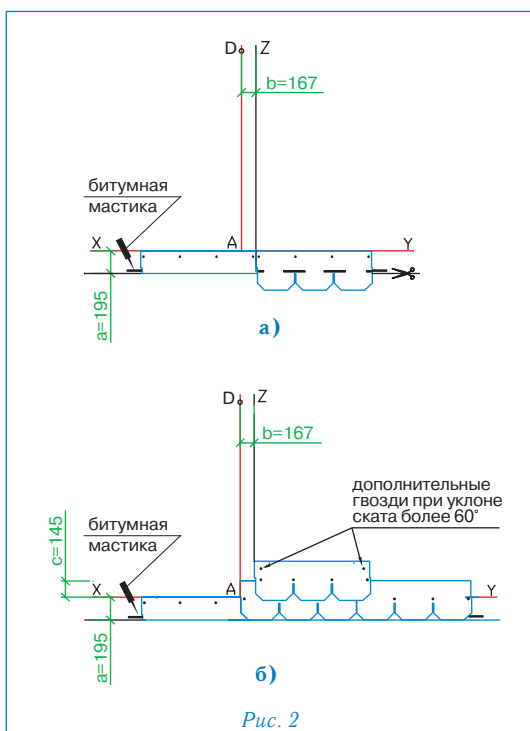 D Z
b=167
битумная
мастика
X A Y
a=195
а)
D Z
b=167
дополнительные
гвозди при уклоне
ската более 60°
битумная
мастика
c=145
X A Y
a=195
б)
Рис. 2